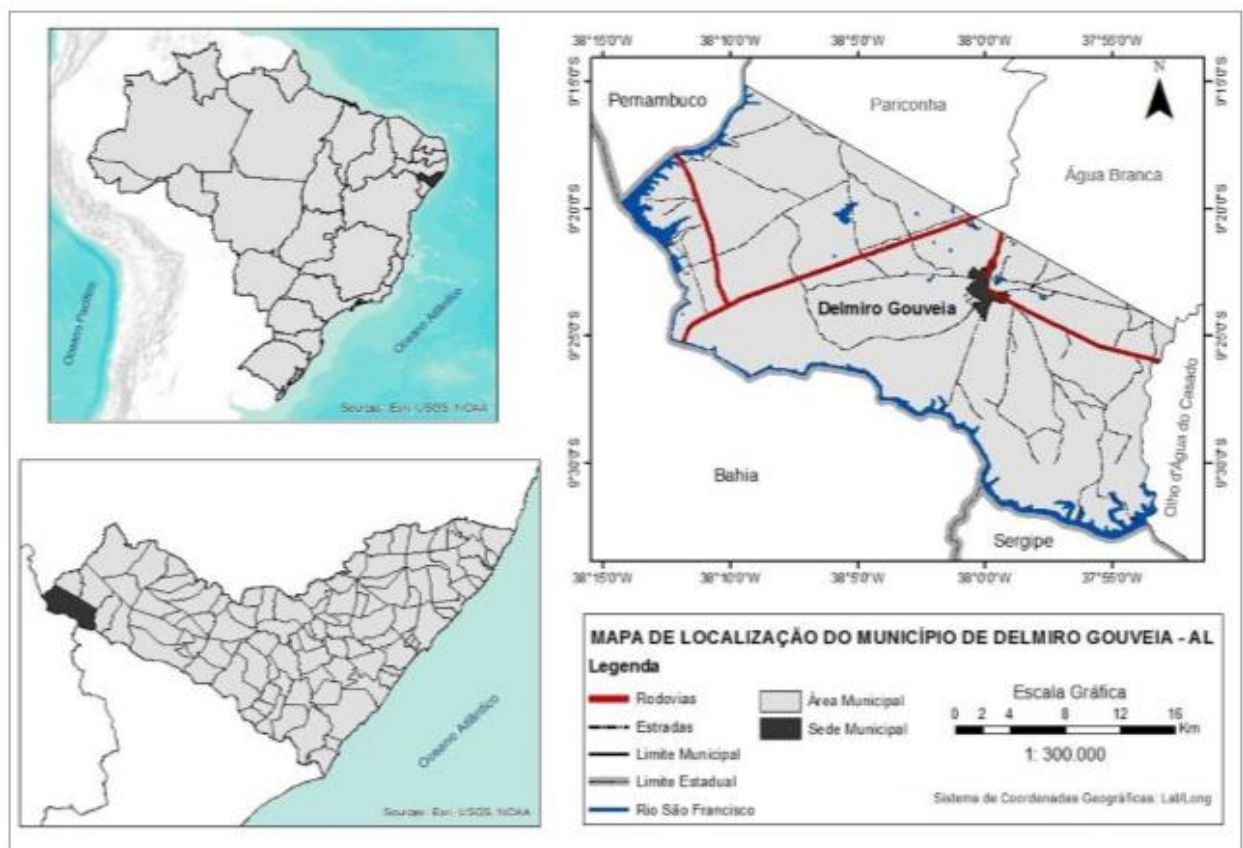 Oceano Pacífico
Oceano Atlântico
Sources: Esri, USGS, NOAA
38°15'0"W 38°10'0"W 38°5'0"W 38°0'0"W 37°55'0"W
9°15'S
9°20'0"S
9°25'0"S
9°30'0"S
N
Pernambuco
Pariconha
Água Branca
Delmiro Gouveia
Bahia
Sergipe
Olho d'Água do Casado
9°15'S
9°20'0"S
9°20'0"S
9°30'0"S
38°15'0"W 38°10'0"W 38°5'0"W 38°0'0"W 37°55'0"W
Oceano Atlântico
Sources: Esri, USGS, NOAA
MAPA DE LOCALIZAÇÃO DO MUNICÍPIO DE DELMIRO GOUVEIA - AL
Legenda
Rodovias
Estradas
Limite Municipal
Limite Estadual
Rio São Francisco
Área Municipal
Sede Municipal
Escala Gráfica
0 2 4 8 12 16
Km
1: 300.000
Sistema de Coordenadas Geográficas: Lat/Long